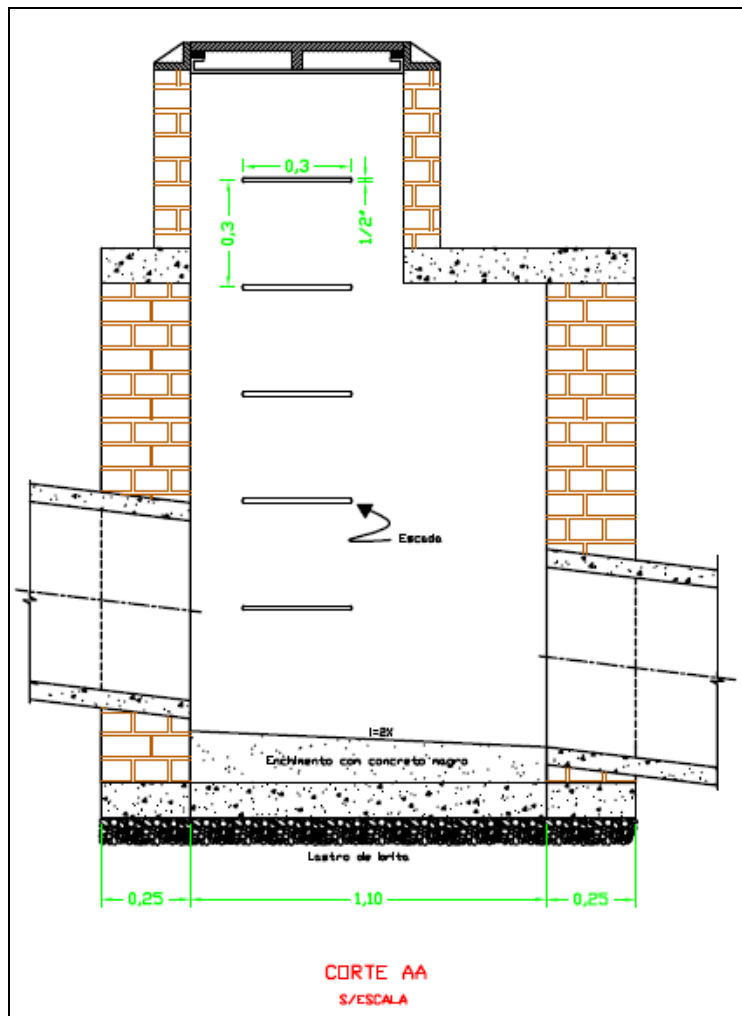 0,3
0,3
1/2"
Escada
i=2%
Enchimento com concreto magro
Lastro de brita
0,25
1,10
0,25
CORTE AA
S/ESCALA